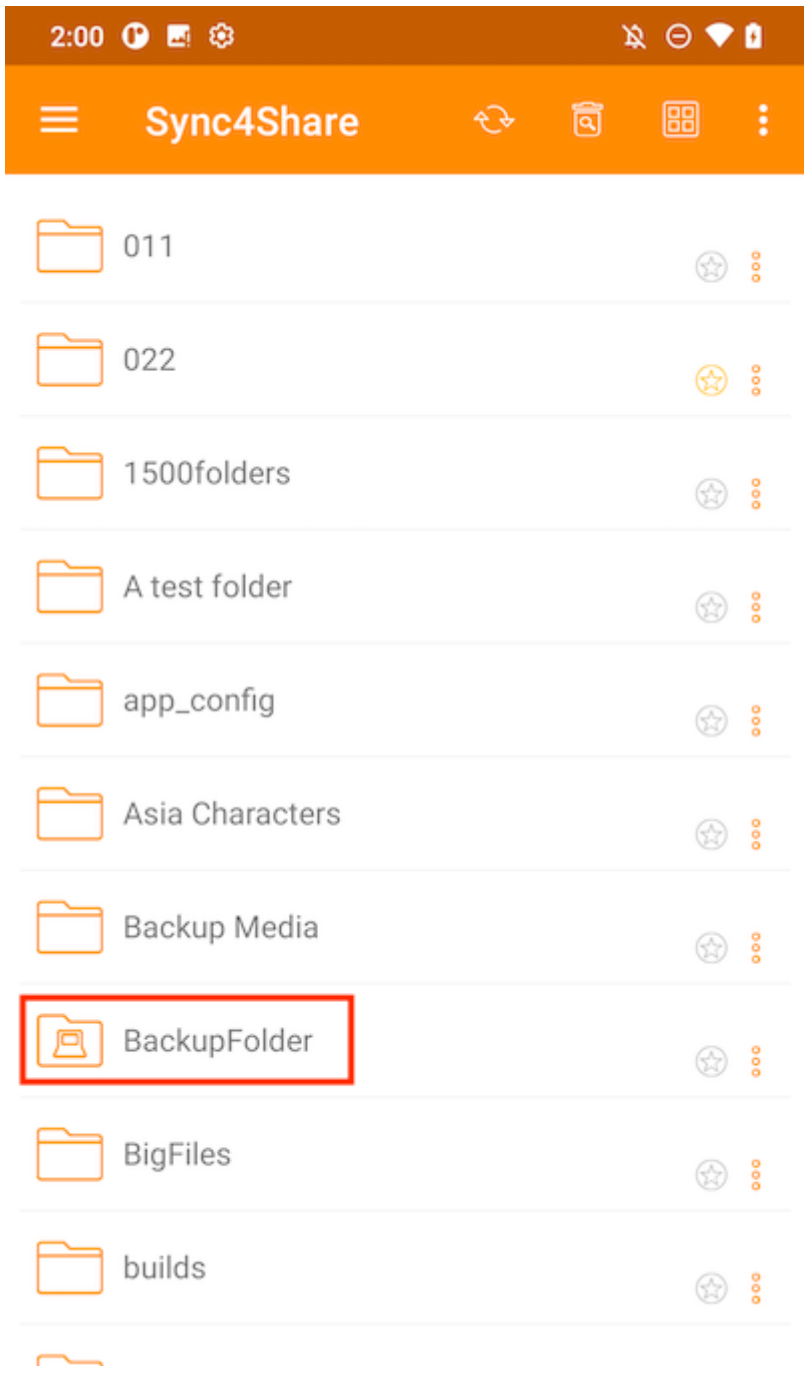 2:00
Sync4Share
011
022
1500folders
A test folder
app_config
Asia Characters
Backup Media
BackupFolder
BigFiles
builds